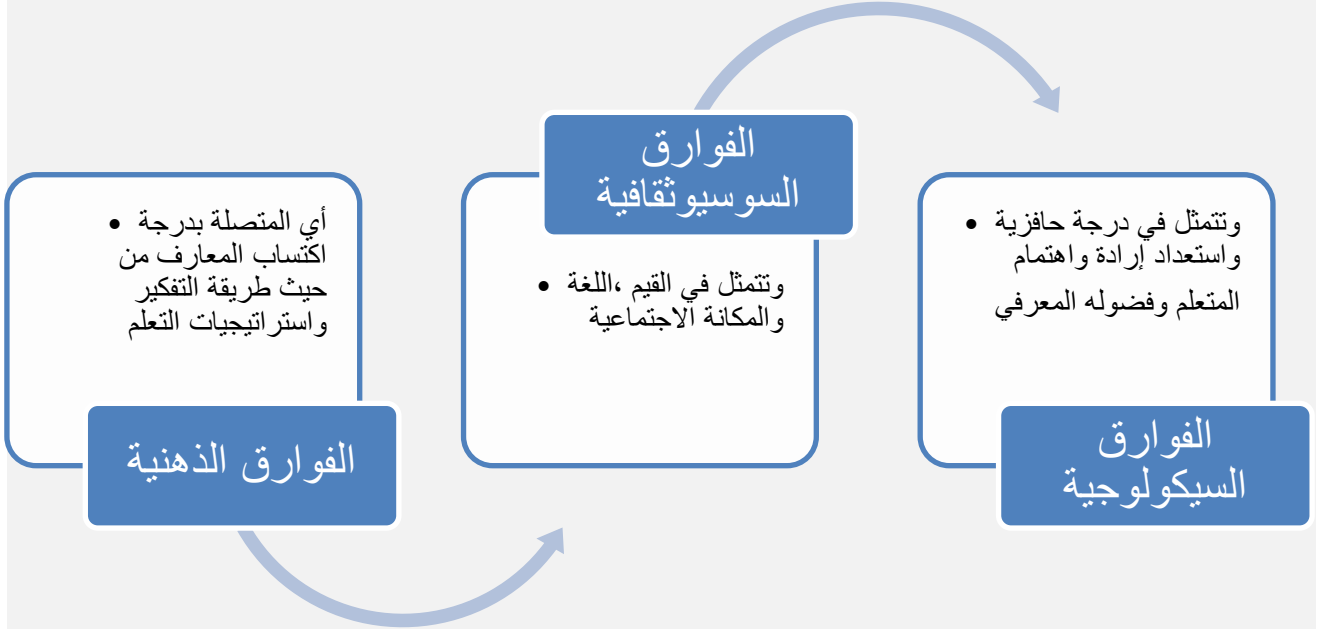 الفوارق الذهنية
أي المتصلة بدرجة •
اكتساب المعارف من
حيث طريقة التفكير
واستراتيجيات التعلم
الفوارق
السوسيوثقافية
وتتمثل في القيم ،اللغة •
والمكانة الاجتماعية
الفوارق
السيكولوجية
وتتمثل في درجة حافزية •
واستعداد إرادة واهتمام
المتعلم وفضوله المعرفي